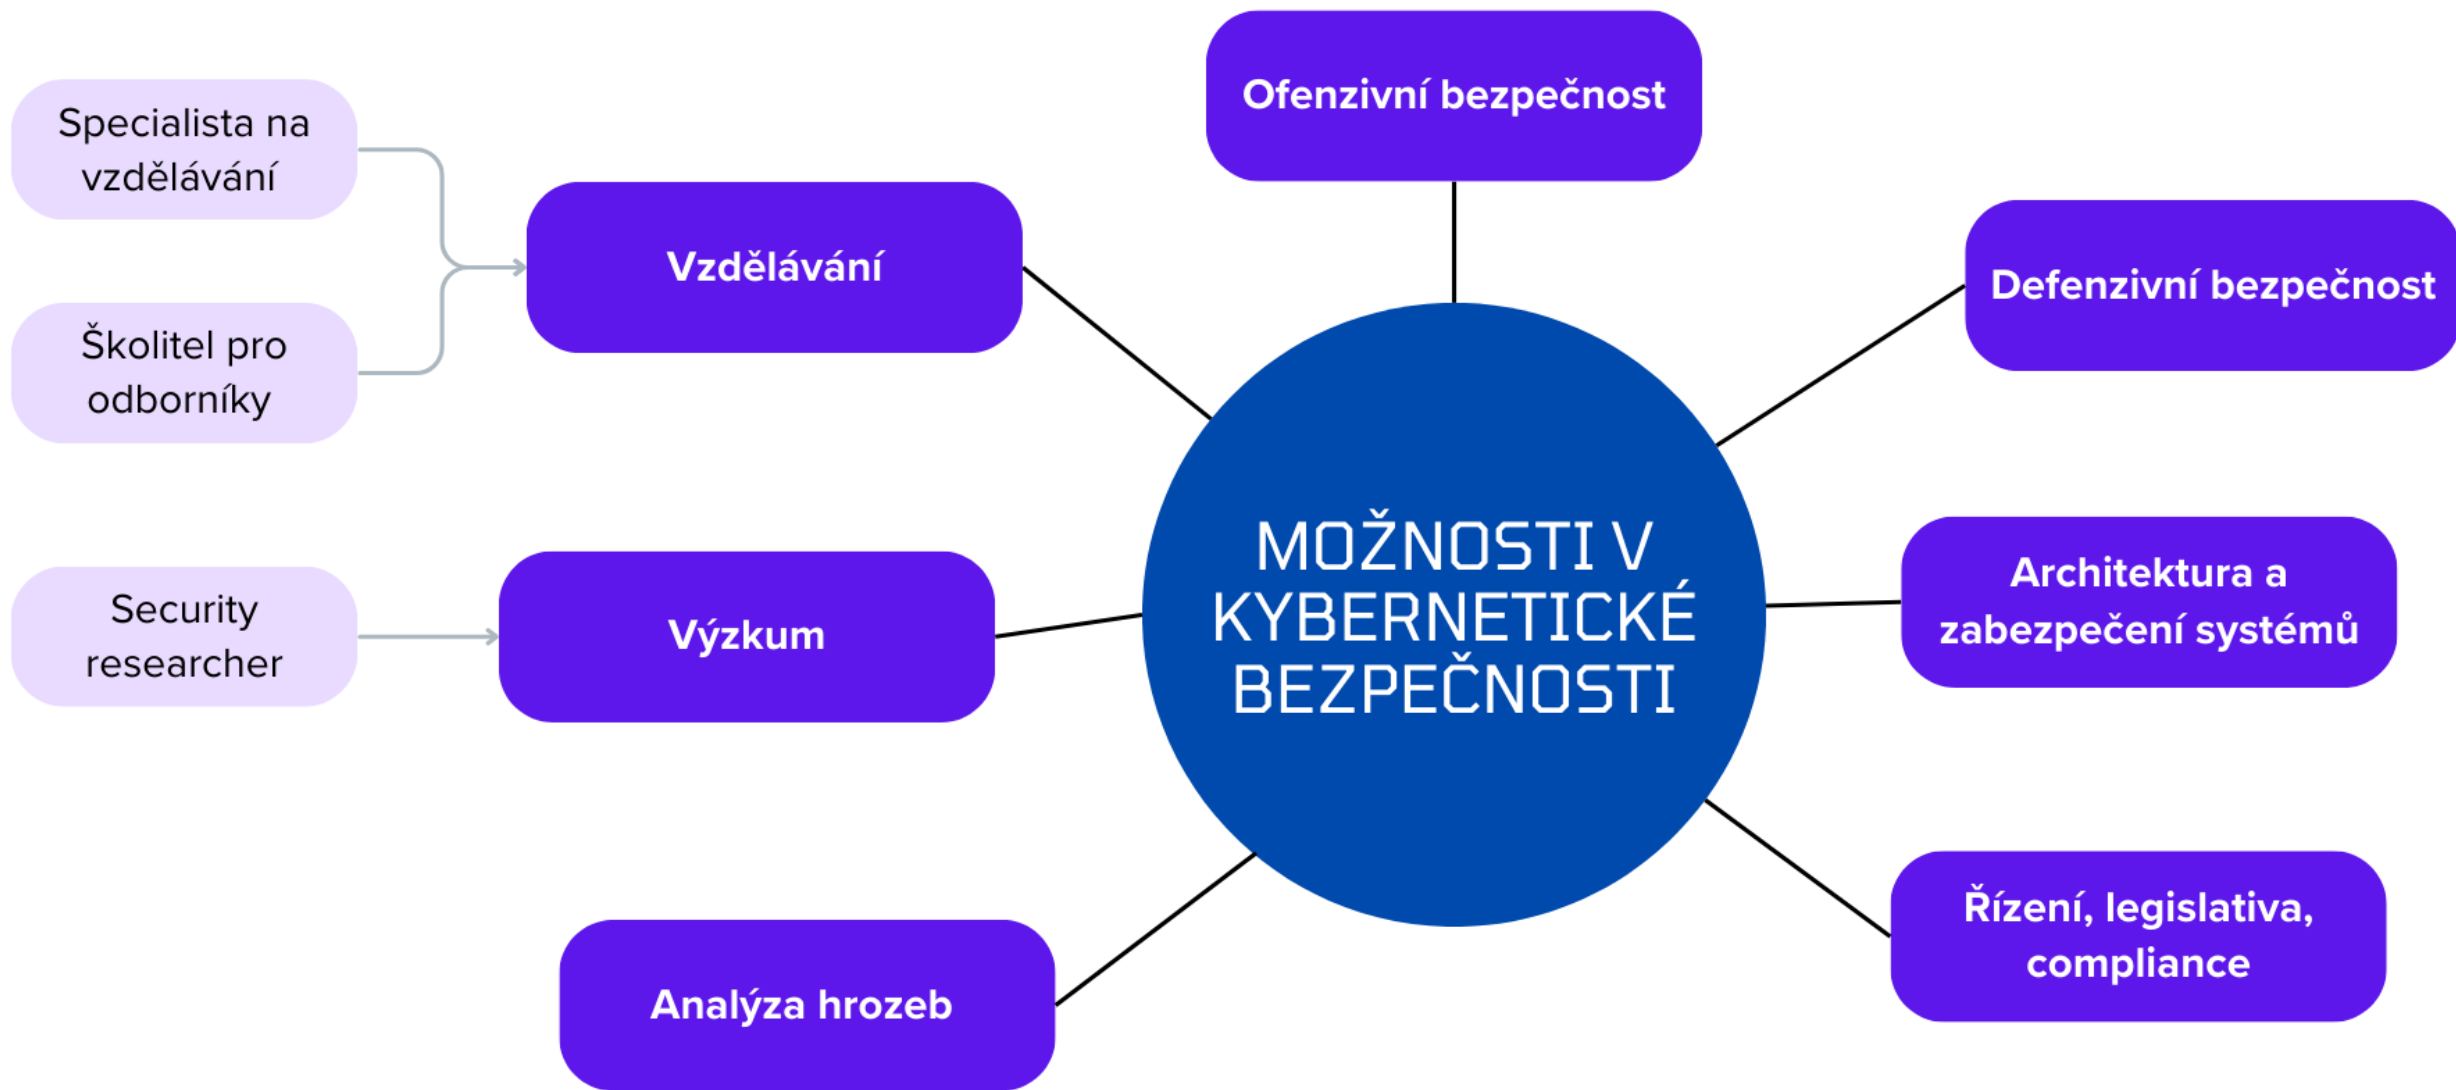 Ofenzivní bezpečnost
Specialista na
vzdělávání
Vzdělávání
Defenzivní bezpečnost
Školitel pro
odborníky
MOŽNOSTI V
KYBERNETICKÉ
BEZPEČNOSTI
Architektura a
zabezpečení systémů
Security
researcher
Výzkum
Řízení, legislativa,
compliance
Analýza hrozeb